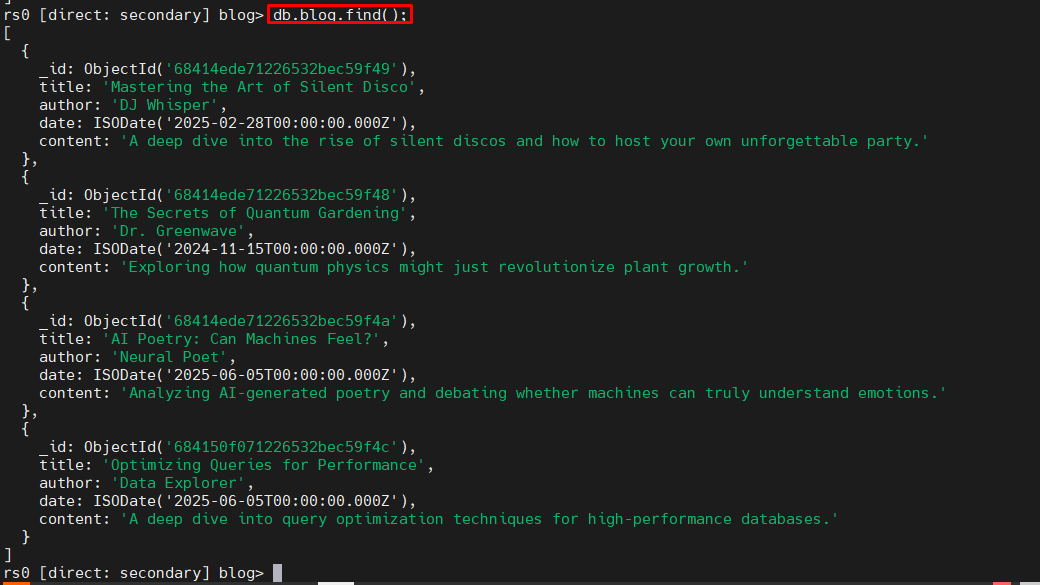 ]
rs0 [direct: secondary] blog> db.blog.find();
[
  {
    _id: ObjectId('68414ede71226532bec59f49'),
    title: 'Mastering the Art of Silent Disco',
    author: 'DJ Whisper',
    date: ISODate('2025-02-28T00:00:00.000Z'),
    content: 'A deep dive into the rise of silent discos and how to host your own unforgettable party.'
  },
  {
    _id: ObjectId('68414ede71226532bec59f48'),
    title: 'The Secrets of Quantum Gardening',
    author: 'Dr. Greenwave',
    date: ISODate('2024-11-15T00:00:00.000Z'),
    content: 'Exploring how quantum physics might just revolutionize plant growth.'
  },
  {
    _id: ObjectId('68414ede71226532bec59f4a'),
    title: 'AI Poetry: Can Machines Feel?',
    author: 'Neural Poet',
    date: ISODate('2025-06-05T00:00:00.000Z'),
    content: 'Analyzing AI-generated poetry and debating whether machines can truly understand emotions.'
  },
  {
    _id: ObjectId('684150f071226532bec59f4c'),
    title: 'Optimizing Queries for Performance',
    author: 'Data Explorer',
    date: ISODate('2025-06-05T00:00:00.000Z'),
    content: 'A deep dive into query optimization techniques for high-performance databases.'
  }
]
rs0 [direct: secondary] blog>